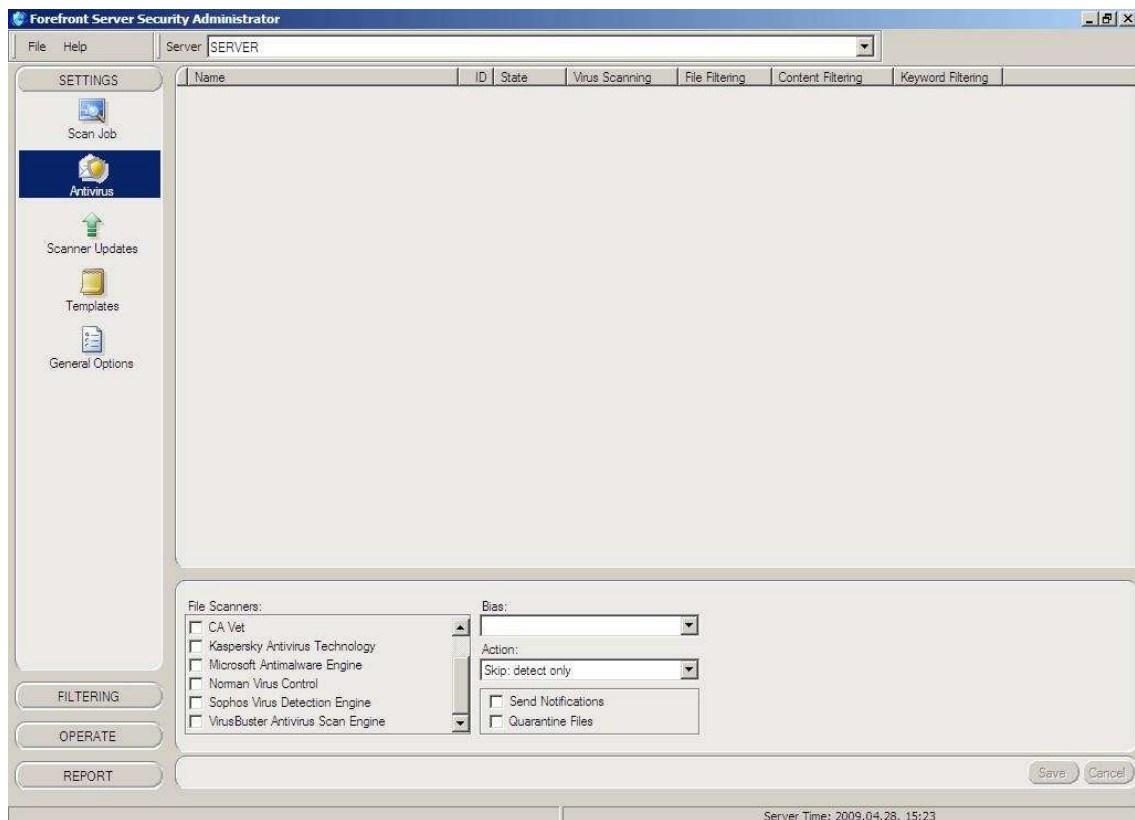 Forefront Server Security Administrator
File Help Server SERVER
SETTINGS
Scan Job
Antivirus
Scanner Updates
Templates
General Options
FILTERING
OPERATE
REPORT
Name ID State Virus Scanning File Filtering Content Filtering Keyword Filtering
File Scanners:
CA Vet
Kaspersky Antivirus Technology
Microsoft Antimalware Engine
Norman Virus Control
Sophos Virus Detection Engine
VirusBuster Antivirus Scan Engine
Bias:
Action:
Skip: detect only
Send Notifications
Quarantine Files
Save Cancel
Server Time: 2009.04.28. 15:23